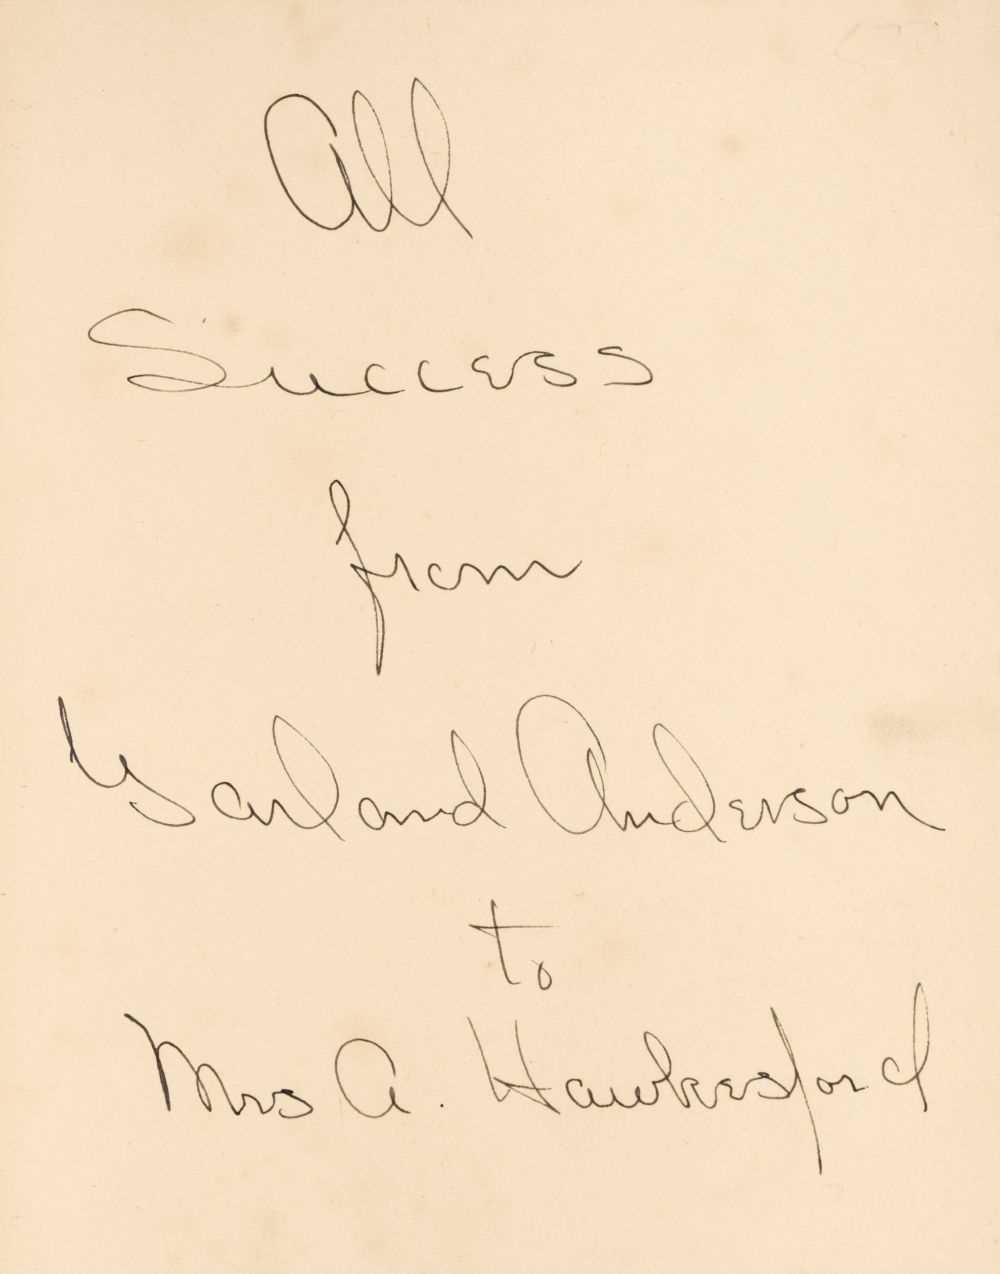 All
Success
from
Garland Anderson
to
Mrs A. Hawkesford